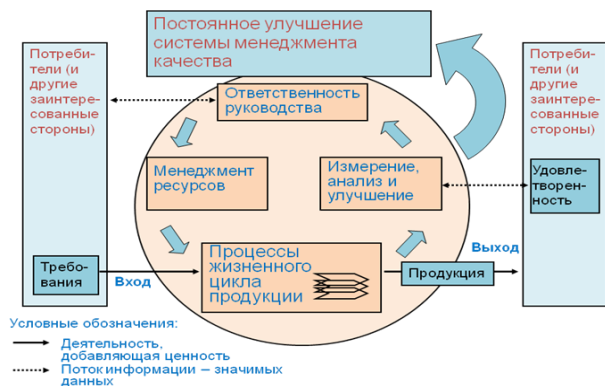 Постоянное улучшение
системы менеджмента
качества
Потреби-
тели (и
другие
заинтере-
сованные
стороны)
Потреби-
тели (и
другие
заинтере-
сованные
стороны)
Ответственность
руководства
Менеджмент
ресурсов
Измерение,
анализ и
улучшение
Удовле-
творен-
ность
Процессы
жизненного
цикла
продукции
Требо-
вания
Вход
Продукция
Выход
Условные обозначения:
Деятельность,
добавляющая ценность
Поток информации – значимых
данных